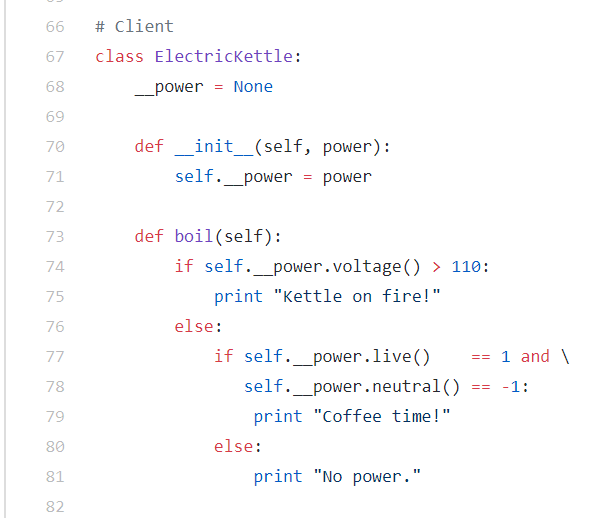 66 # Client
67 class ElectricKettle:
68     __power = None
69
70     def __init__(self, power):
71         self.__power = power
72
73     def boil(self):
74         if self.__power.voltage() > 110:
75             print "Kettle on fire!"
76         else:
77             if self.__power.live()    == 1 and \
78                self.__power.neutral() == -1:
79                 print "Coffee time!"
80             else:
81                 print "No power."
82